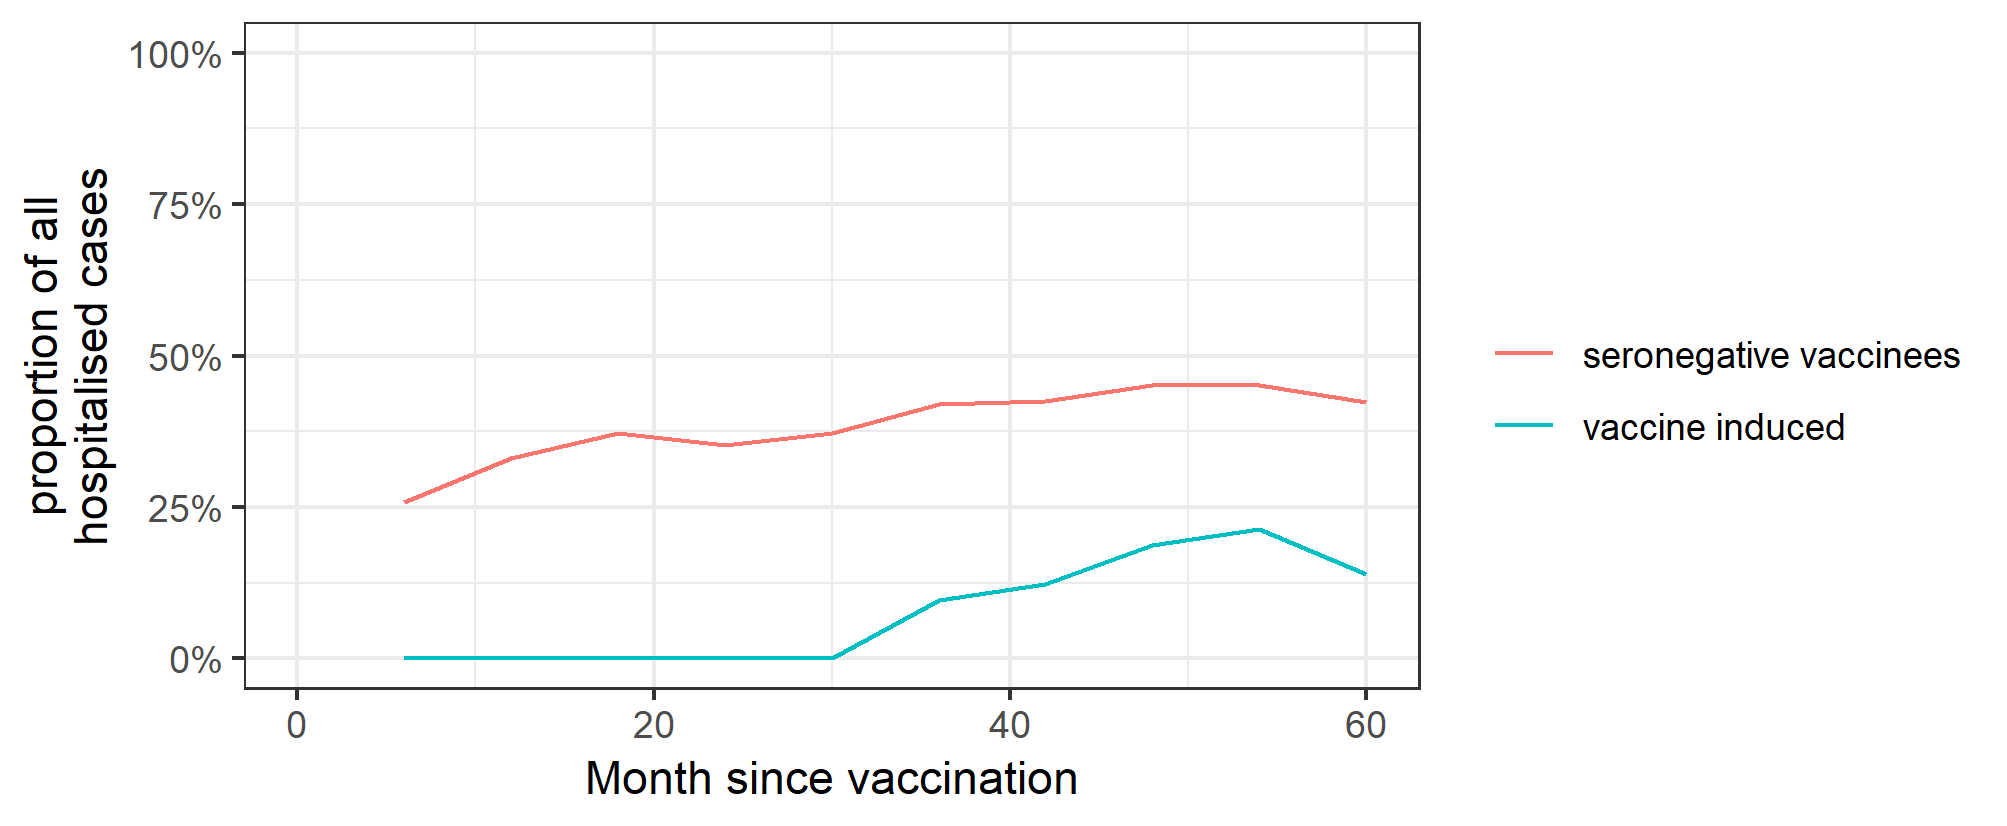 proportion of all
hospitalised cases
100%
75%
50%
25%
0%
0
20
40
60
Month since vaccination
seronegative vaccinees
vaccine induced